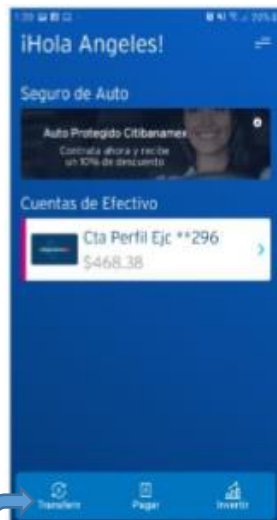 ¡Hola Angeles!
Seguro de Auto
Auto Protegido Citibanamex
Contrata ahora y recibe
un 10% de descuento
Cuentas de Efectivo
Cta Perfil Ejc **296
$468.38
Transferir
Pagar
Invertir